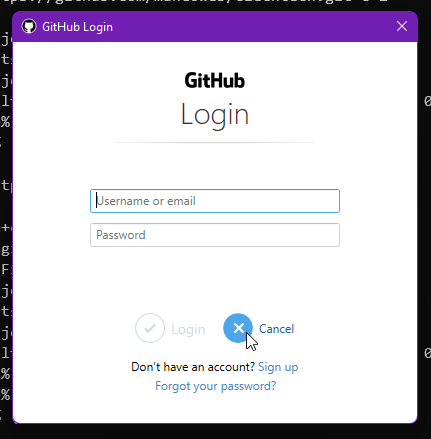 GitHub Login
GitHub
Login
Username or email
Password
Login
Cancel
Don't have an account? Sign up
Forgot your password?